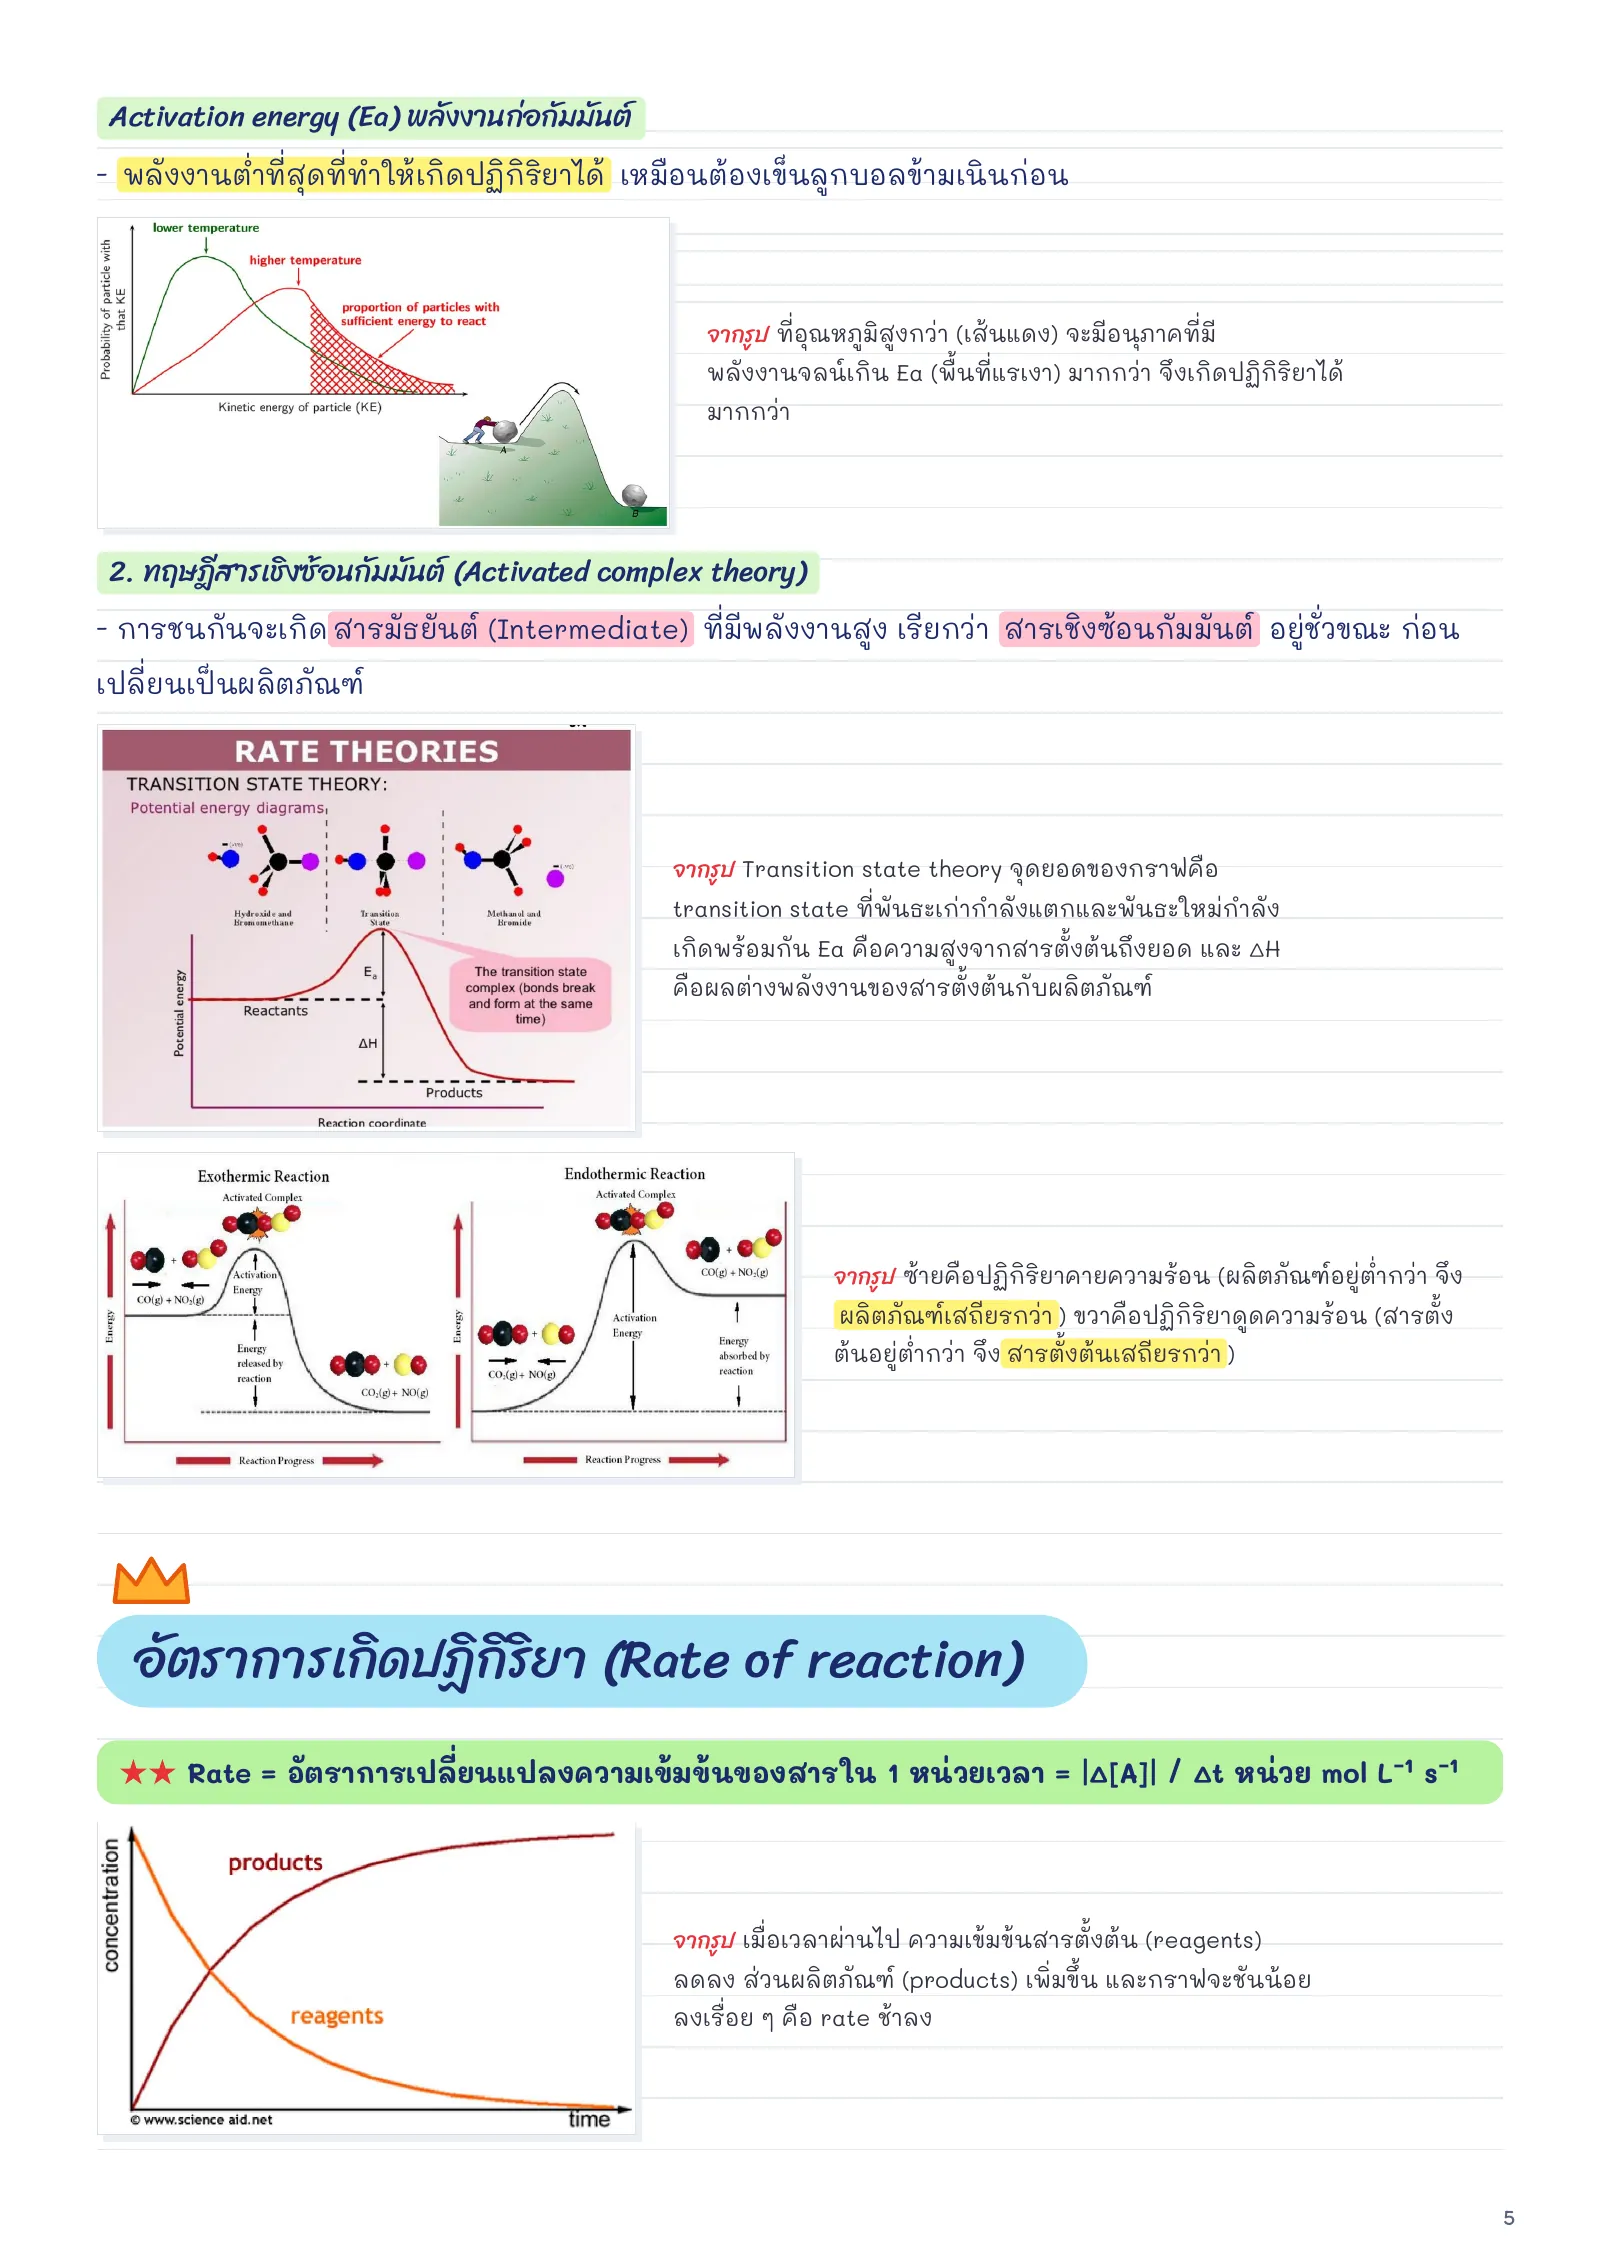 Activation energy (Ea) พลังงานก่อกัมมันต์
- พลังงานต่ำที่สุดที่ทำให้เกิดปฏิกิริยาได้ เหมือนต้องเข็นลูกบอลข้ามเนินก่อน
lower temperature
higher temperature
proportion of particles with
sufficient energy to react
Probability of particle with
that KE
Kinetic energy of particle (KE)
A
B
จากรูป ที่อุณหภูมิสูงกว่า (เส้นแดง) จะมีอนุภาคที่มี
พลังงานจลน์เกิน Ea (พื้นที่แรเงา) มากกว่า จึงเกิดปฏิกิริยาได้
มากกว่า
2. ทฤษฎีสารเชิงซ้อนกัมมันต์ (Activated complex theory)
- การชนกันจะเกิด สารมัธยันต์ (Intermediate) ที่มีพลังงานสูง เรียกว่า สารเชิงซ้อนกัมมันต์ อยู่ชั่วขณะ ก่อน
เปลี่ยนเป็นผลิตภัณฑ์
RATE THEORIES
TRANSITION STATE THEORY:
Potential energy diagrams
Hydroxide and
Bromomethane
Transition
State
Methanol and
Bromide
Ea
The transition state
complex (bonds break
and form at the same
time)
Reactants
ΔH
Products
Potential energy
Reaction coordinate
จากรูป Transition state theory จุดยอดของกราฟคือ
transition state ที่พันธะเก่ากำลังแตกและพันธะใหม่กำลัง
เกิดพร้อมกัน Ea คือความสูงจากสารตั้งต้นถึงยอด และ ΔH
คือผลต่างพลังงานของสารตั้งต้นกับผลิตภัณฑ์
Exothermic Reaction
Activated Complex
+
CO(g) + NO₂(g)
Activation
Energy
Energy
released by
reaction
+
CO₂(g) + NO(g)
Energy
Reaction Progress
Endothermic Reaction
Activated Complex
+
CO(g) + NO₂(g)
+
CO₂(g) + NO(g)
Activation
Energy
Energy
absorbed by
reaction
Energy
Reaction Progress
จากรูป ซ้ายคือปฏิกิริยาคายความร้อน (ผลิตภัณฑ์อยู่ต่ำกว่า จึง
ผลิตภัณฑ์เสถียรกว่า) ขวาคือปฏิกิริยาดูดความร้อน (สารตั้ง
ต้นอยู่ต่ำกว่า จึง สารตั้งต้นเสถียรกว่า)
อัตราการเกิดปฏิกิริยา (Rate of reaction)
★★ Rate = อัตราการเปลี่ยนแปลงความเข้มข้นของสารใน 1 หน่วยเวลา = |Δ[A]| / Δt หน่วย mol L⁻¹ s⁻¹
concentration
products
reagents
© www.science aid.net
time
จากรูป เมื่อเวลาผ่านไป ความเข้มข้นสารตั้งต้น (reagents)
ลดลง ส่วนผลิตภัณฑ์ (products) เพิ่มขึ้น และกราฟจะชันน้อย
ลงเรื่อย ๆ คือ rate ช้าลง
5